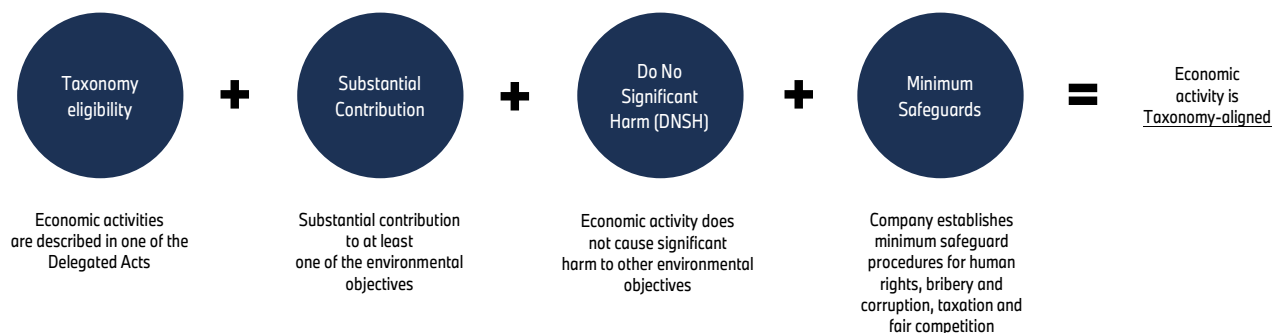 Taxonomy
eligibility
+
Substantial
Contribution
+
Do No
Significant
Harm (DNSH)
+
Minimum
Safeguards
=
Economic
activity is
Taxonomy-aligned
Economic activities
are described in one of the
Delegated Acts
Substantial contribution
to at least
one of the environmental
objectives
Economic activity does
not cause significant
harm to other environmental
objectives
Company establishes
minimum safeguard
procedures for human
rights, bribery and
corruption, taxation and
fair competition